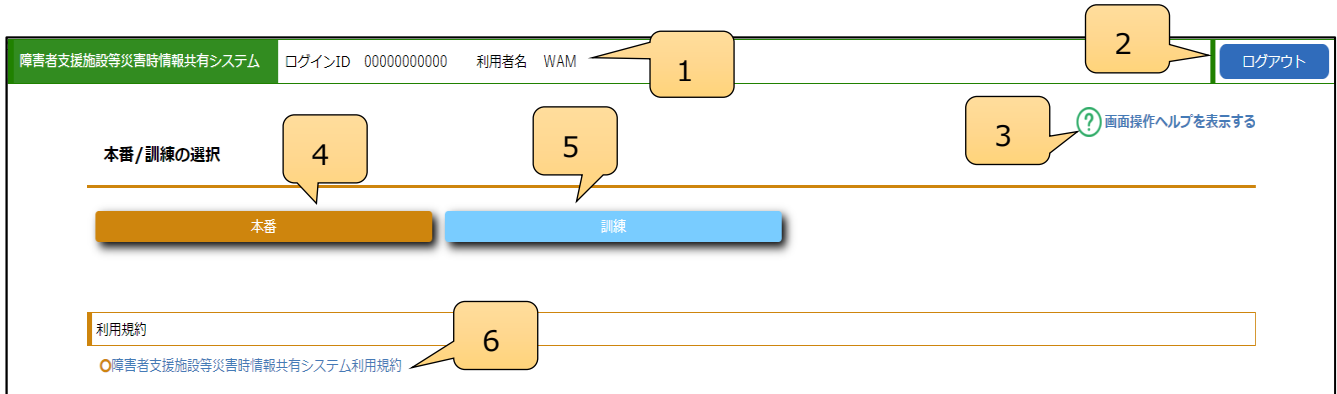 障害者支援施設等災害時情報共有システム ログインID 00000000000 利用者名 WAM 1 2 ログアウト
3 ? 画面操作ヘルプを表示する
本番/訓練の選択 4 5
本番 訓練
利用規約
障害者支援施設等災害時情報共有システム利用規約 6